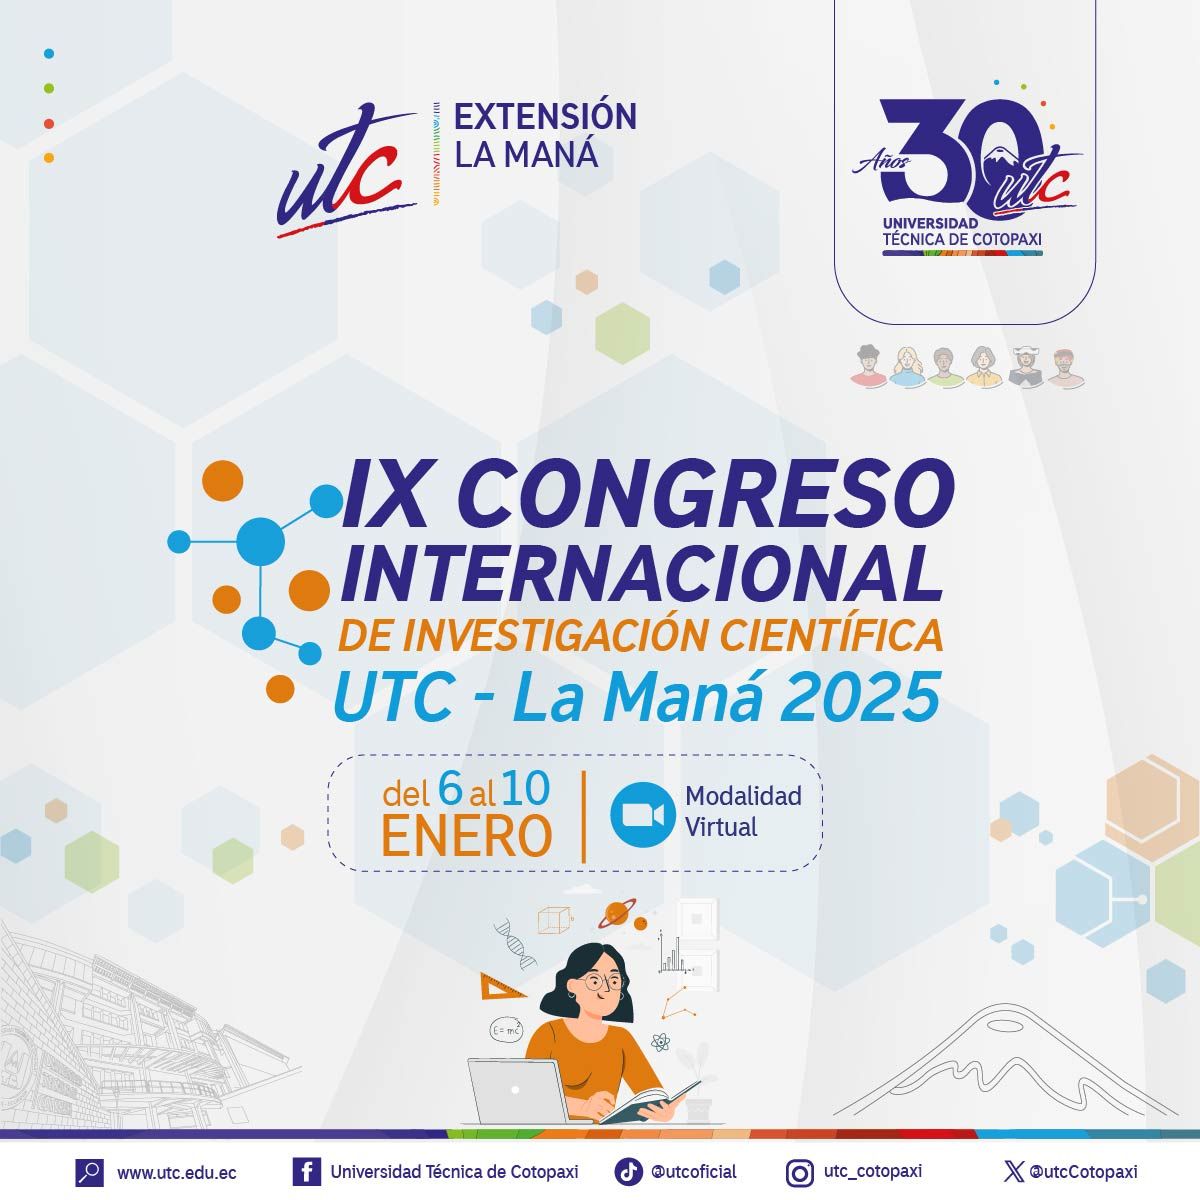 utc
EXTENSIÓN
LA MANÁ
Años 30 utc
UNIVERSIDAD
TÉCNICA DE COTOPAXI
IX CONGRESO
INTERNACIONAL
DE INVESTIGACIÓN CIENTÍFICA
UTC - La Maná 2025
del 6 al 10
ENERO
Modalidad
Virtual
E=mc²
www.utc.edu.ec
Universidad Técnica de Cotopaxi
@utcoficial
utc_cotopaxi
@utcCotopaxi